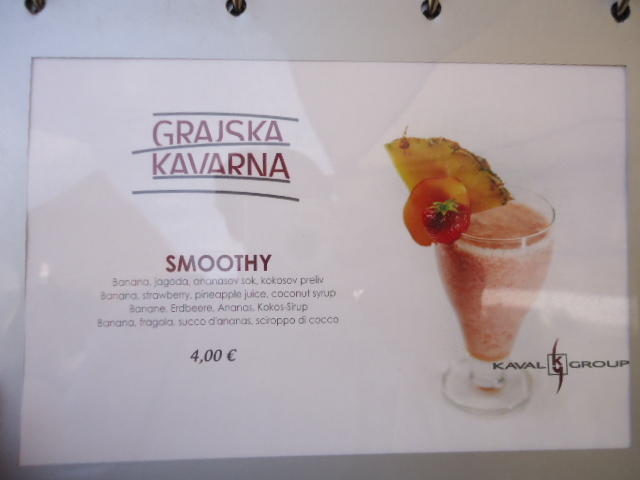 GRAJSKA
KAVARNA
SMOOTHY
Banana, jagoda, ananasov sok, kokosov preliv
Banana, strawberry, pineapple juice, coconut syrup
Banane, Erdbeere, Ananas, Kokos-Sirup
Banana, fragola, succo d'ananas, sciroppo di cocco
4,00 €
KAVAL K GROUP